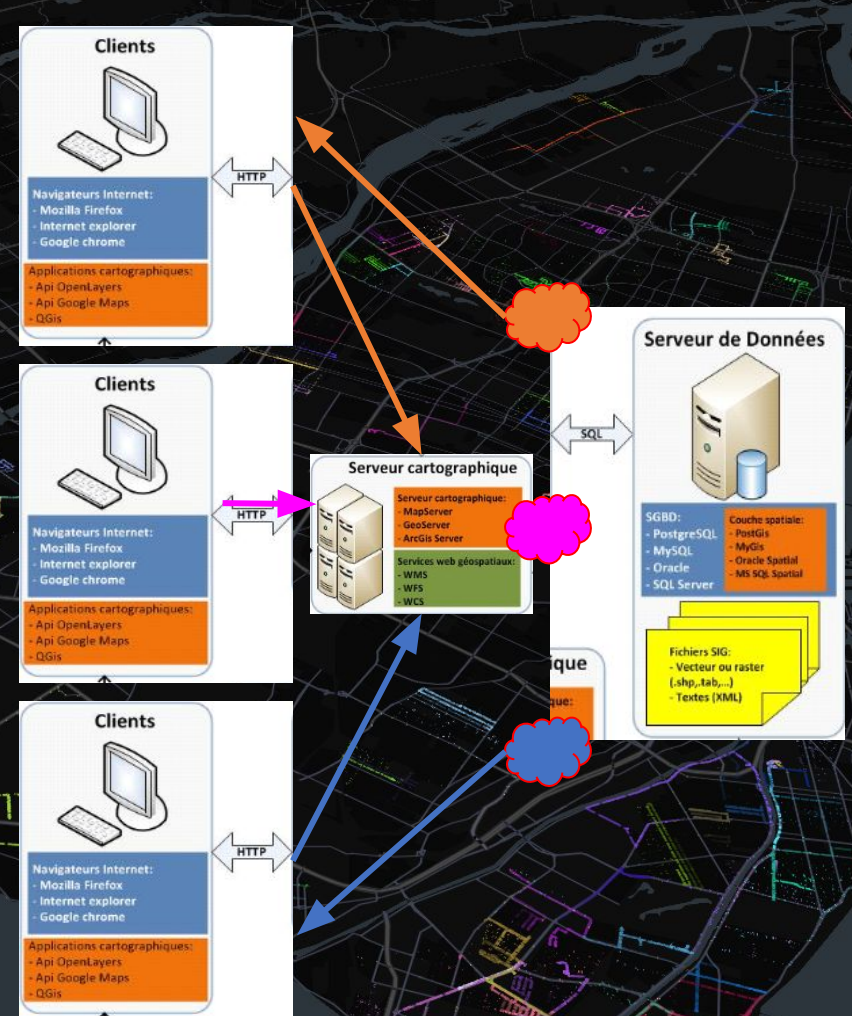 Clients
HTTP
Navigateurs Internet:
- Mozilla Firefox
- Internet explorer
- Google chrome
Applications cartographiques:
- Api OpenLayers
- Api Google Maps
- QGis
Clients
HTTP
Navigateurs Internet:
- Mozilla Firefox
- Internet explorer
- Google chrome
Applications cartographiques:
- Api OpenLayers
- Api Google Maps
- QGis
Clients
HTTP
Navigateurs Internet:
- Mozilla Firefox
- Internet explorer
- Google chrome
Applications cartographiques:
- Api OpenLayers
- Api Google Maps
- QGis
Serveur cartographique
Serveur cartographique:
- MapServer
- GeoServer
- ArcGis Server
Services web géospatiaux:
- WMS
- WFS
- WCS
SQL
Serveur de Données
SGBD:
- PostgreSQL
- MySQL
- Oracle
- SQL Server
Couche spatiale:
- PostGis
- MyGis
- Oracle Spatial
- MS SQL Spatial
Fichiers SIG:
- Vecteur ou raster
(.shp,.tab,...)
- Textes (XML)
ique
que: